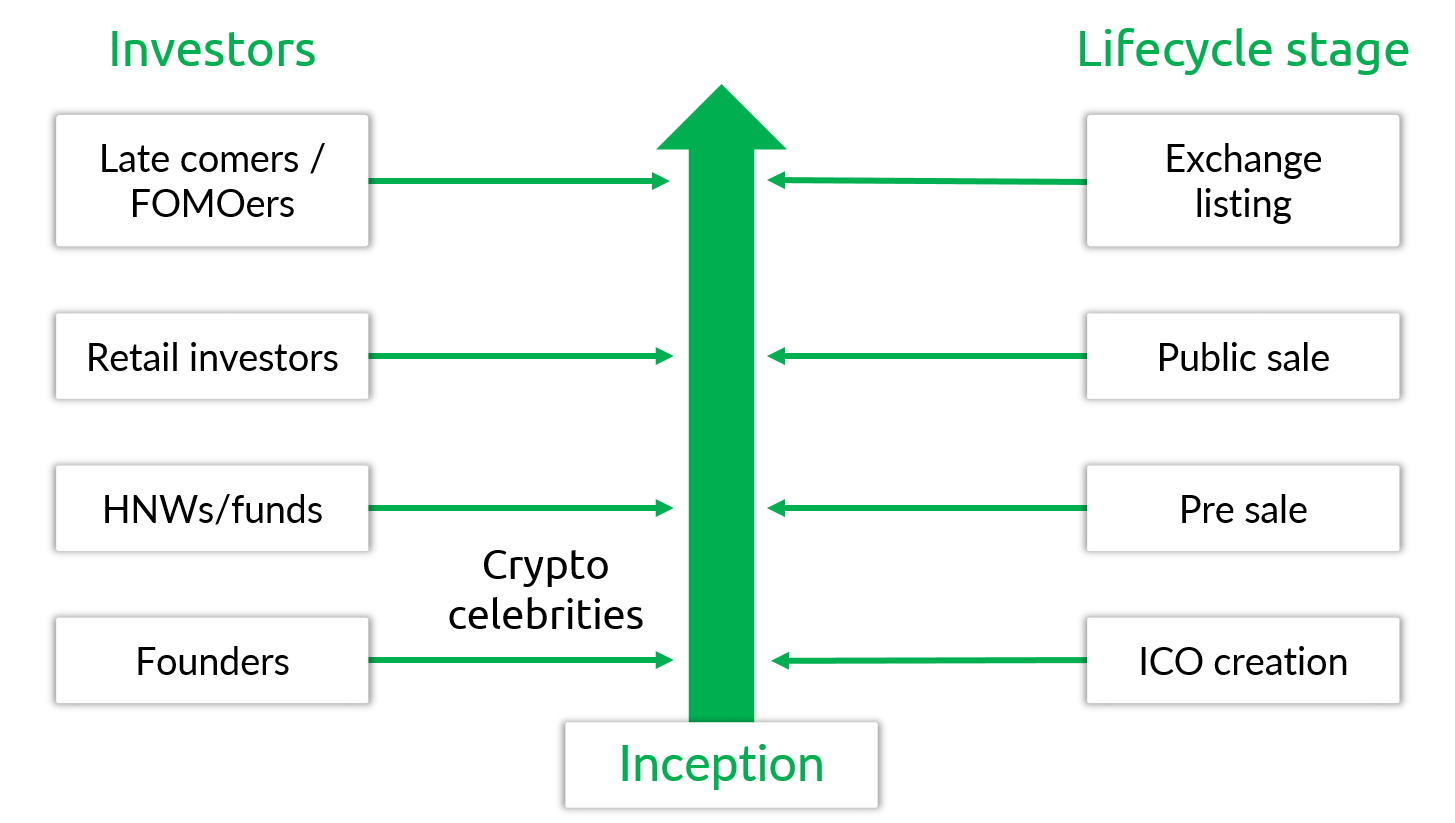 Investors
Lifecycle stage
Late comers /
FOMOers
Exchange
listing
Retail investors
Public sale
HNWs/funds
Pre sale
Crypto
celebrities
Founders
ICO creation
Inception